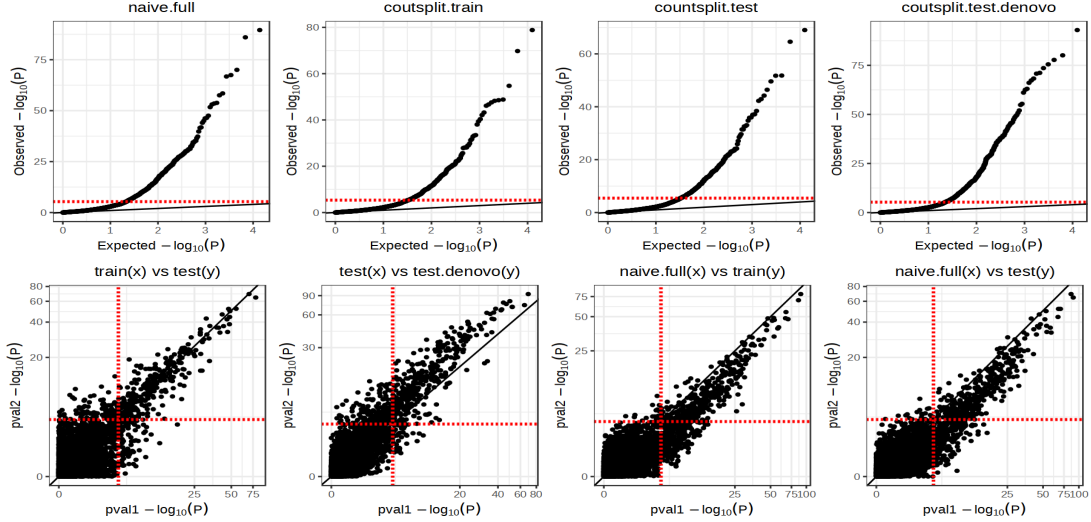 naive.full
coutsplit.train
countsplit.test
coutsplit.test.denovo
Observed −log10(P)
75
50
25
0
0 1 2 3 4
Expected −log10(P)
Observed −log10(P)
80
60
40
20
0
0 1 2 3 4
Expected −log10(P)
Observed −log10(P)
60
40
20
0
0 1 2 3 4
Expected −log10(P)
Observed −log10(P)
75
50
25
0
0 1 2 3 4
Expected −log10(P)
train(x) vs test(y)
test(x) vs test.denovo(y)
naive.full(x) vs train(y)
naive.full(x) vs test(y)
pval2 −log10(P)
80
60
40
20
0
0 25 50 75
pval1 −log10(P)
pval2 −log10(P)
90
60
30
0
0 20 40 60 80
pval1 −log10(P)
pval2 −log10(P)
75
50
25
0
0 25 50 75 100
pval1 −log10(P)
pval2 −log10(P)
80
60
40
20
0
0 25 50 75 100
pval1 −log10(P)